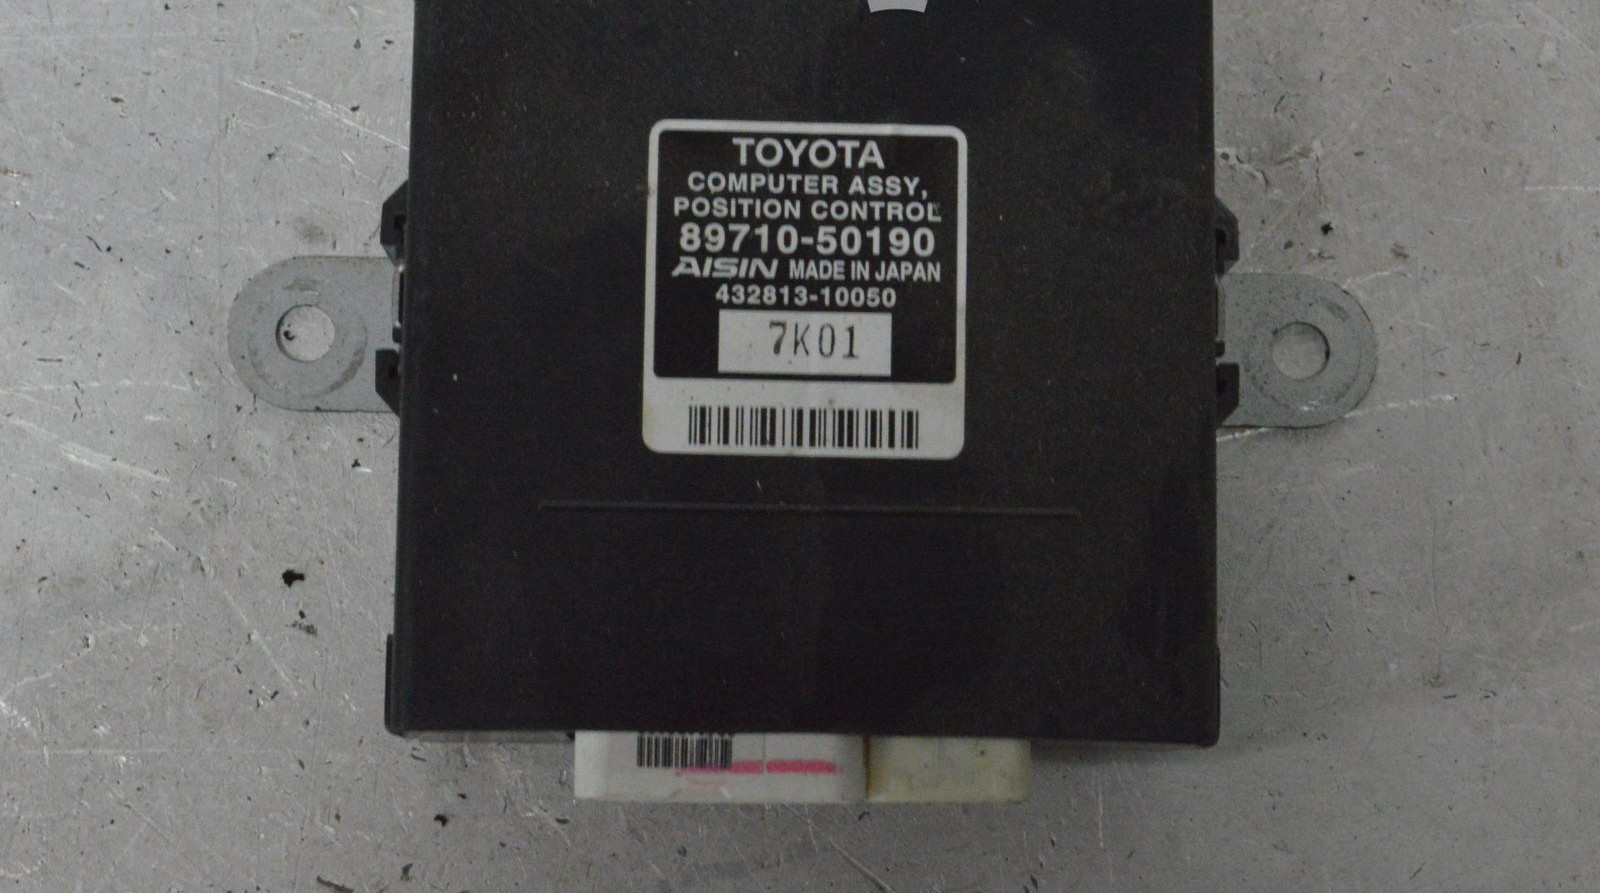 TOYOTA
COMPUTER ASSY,
POSITION CONTROL
89710-50190
AISIN MADE IN JAPAN
432813-10050
7K01